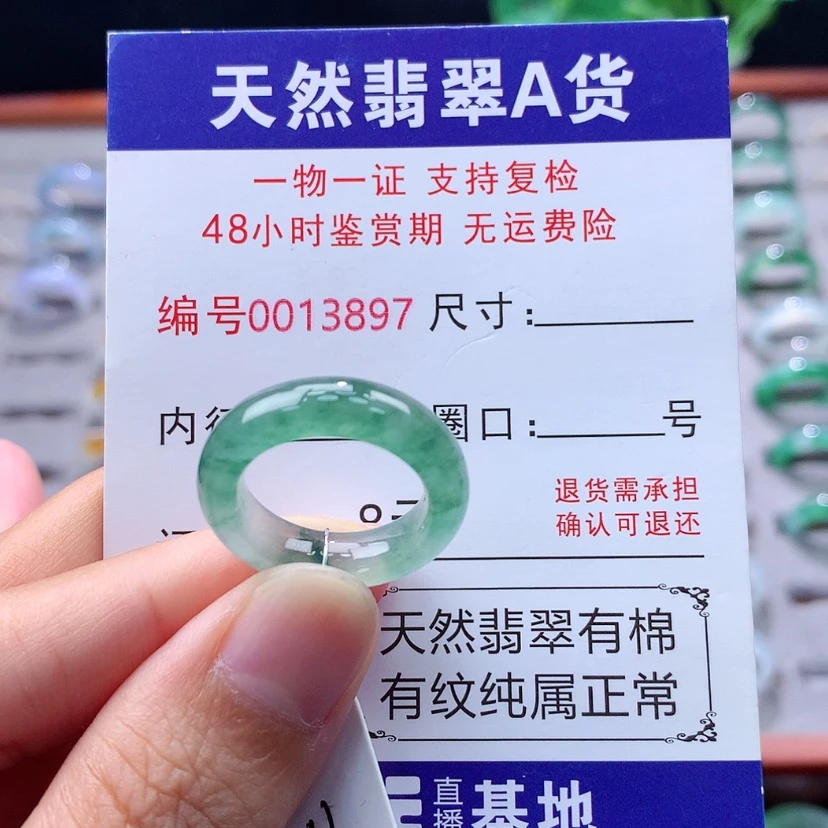 天然翡翠A货
一物一证 支持复检
48小时鉴赏期 无运费险
编号0013897 尺寸:
内 圈口: 号
退货需承担
确认可退还
天然翡翠有棉
有纹纯属正常
直播
基地